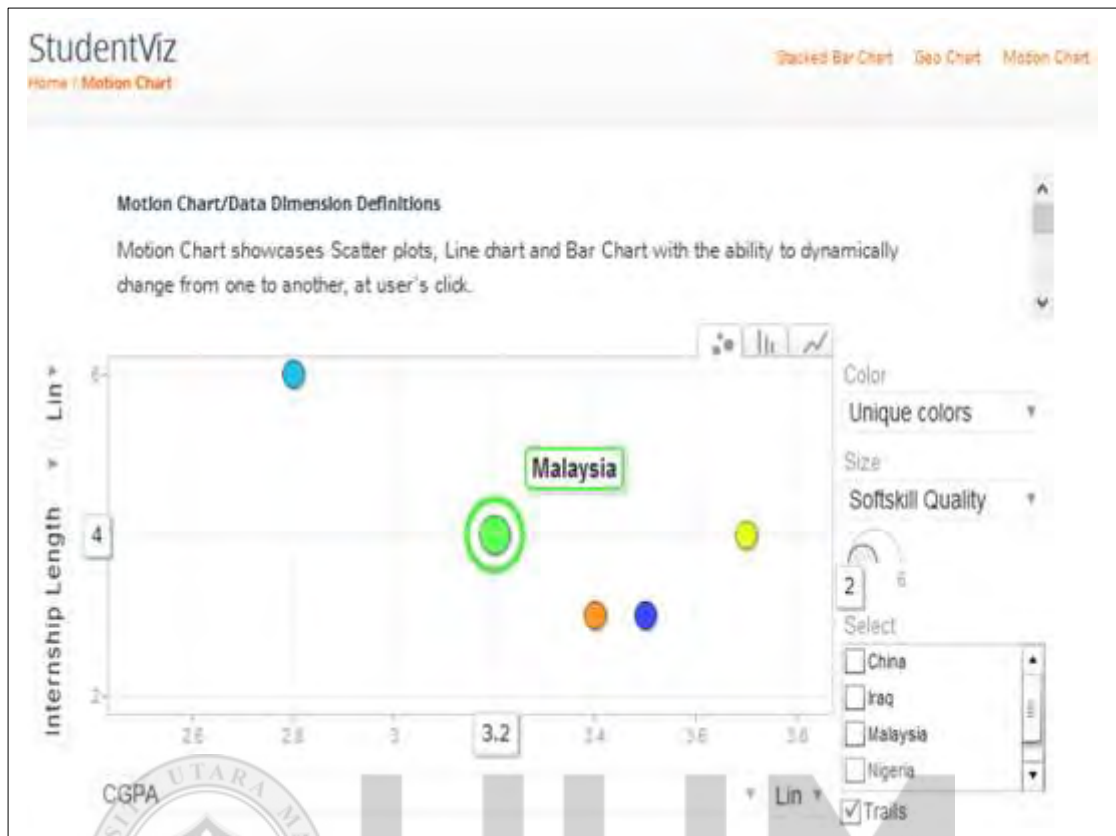 StudentViz
Stacked Bar Chart Geo Chart Motion Chart
Home / Motion Chart
Motion Chart/Data Dimension Definitions
Motion Chart showcases Scatter plots, Line chart and Bar Chart with the ability to dynamically
change from one to another, at user's click.
Lin
Internship Length
6
4
2
Malaysia
2.6 2.8 3 3.2 3.4 3.6 3.8
CGPA
Lin
Color
Unique colors
Size
Softskill Quality
2
6
Select
China
Iraq
Malaysia
Nigeria
Trails
UTARA